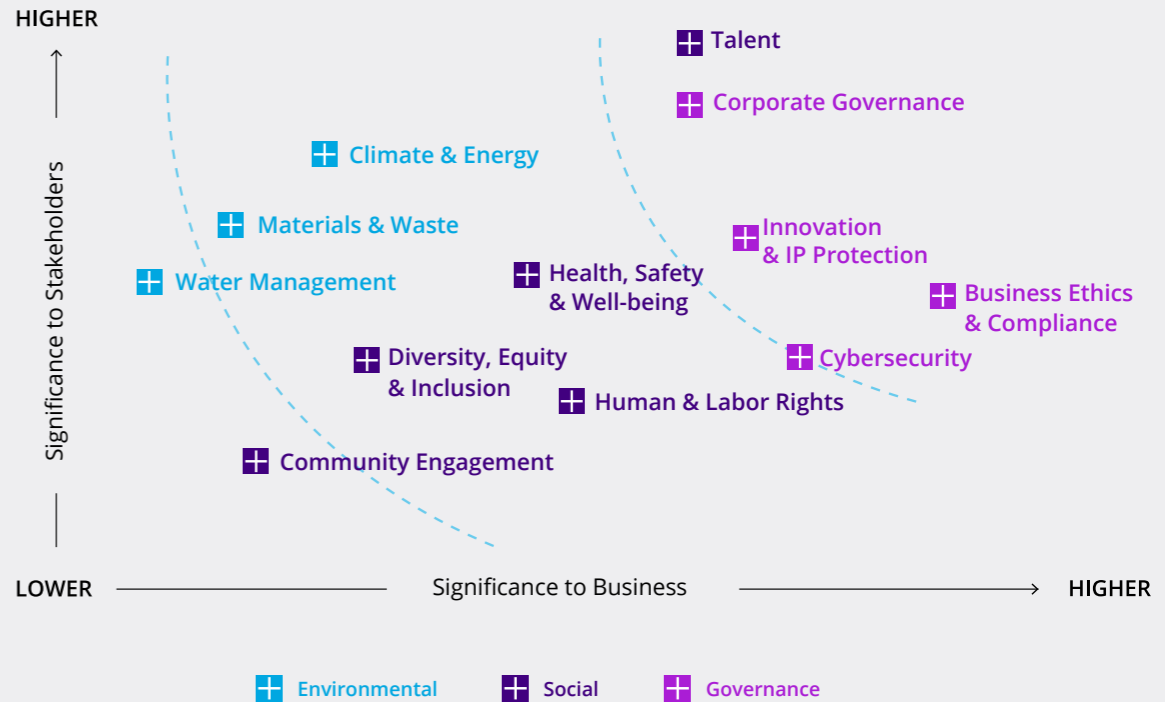 HIGHER
Talent
Corporate Governance
Climate & Energy
Materials & Waste
Innovation
& IP Protection
Water Management
Health, Safety
& Well-being
Business Ethics
& Compliance
Diversity, Equity
& Inclusion
Cybersecurity
Human & Labor Rights
Community Engagement
Significance to Stakeholders
LOWER
Significance to Business
HIGHER
Environmental
Social
Governance